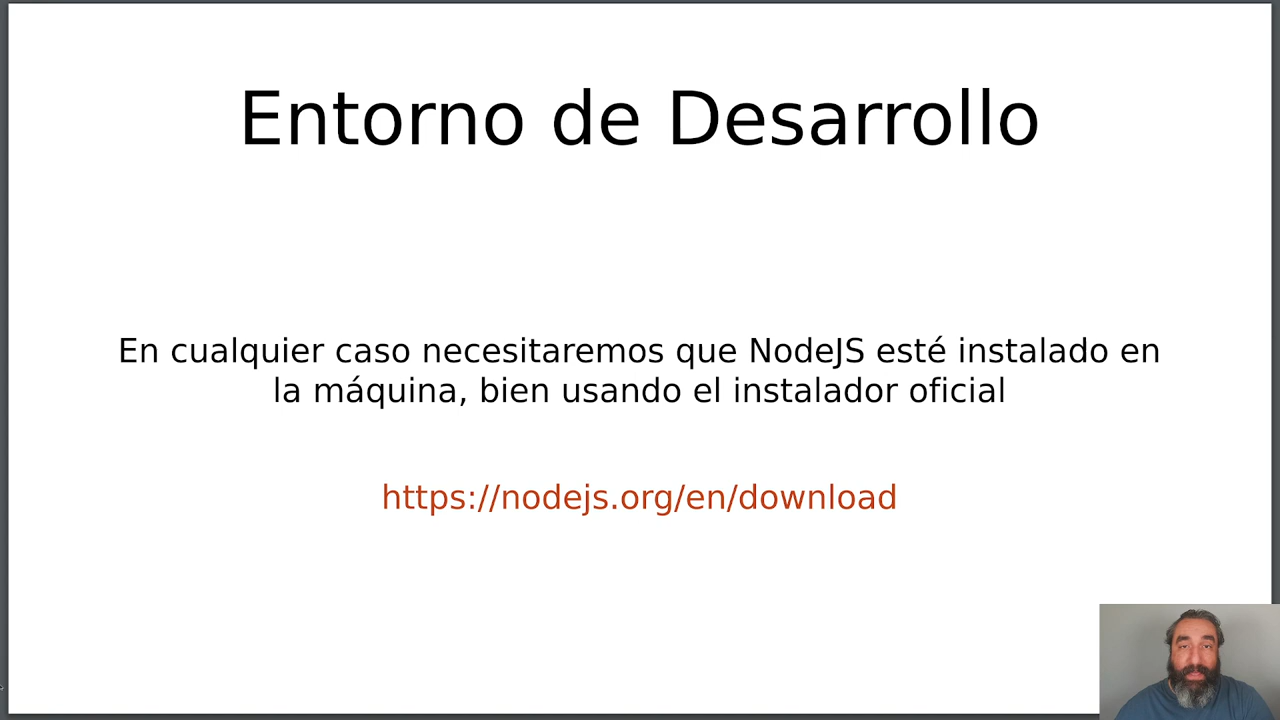 Entorno de Desarrollo
En cualquier caso necesitaremos que NodeJS esté instalado en
la máquina, bien usando el instalador oficial
https://nodejs.org/en/download